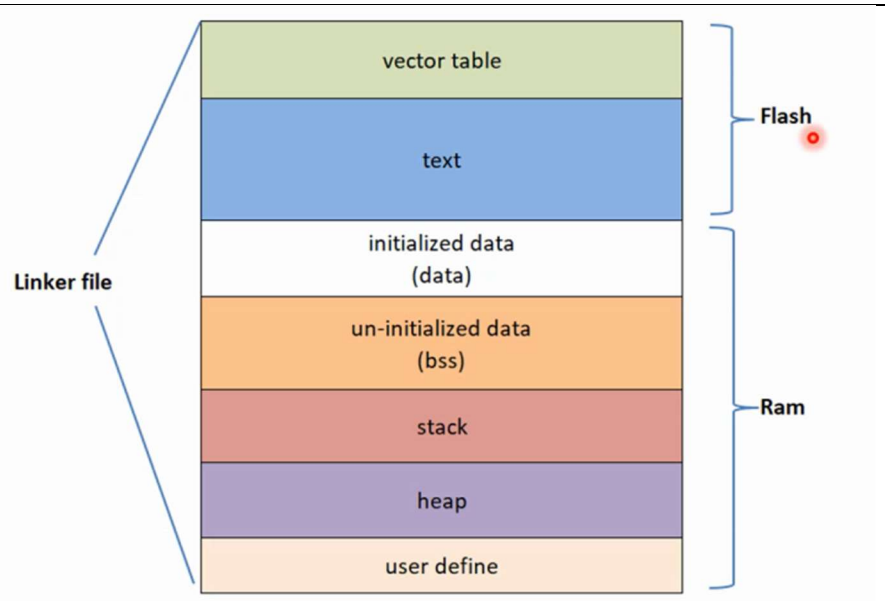 vector table
Flash
text
initialized data
(data)
Linker file
un-initialized data
(bss)
Ram
stack
heap
user define